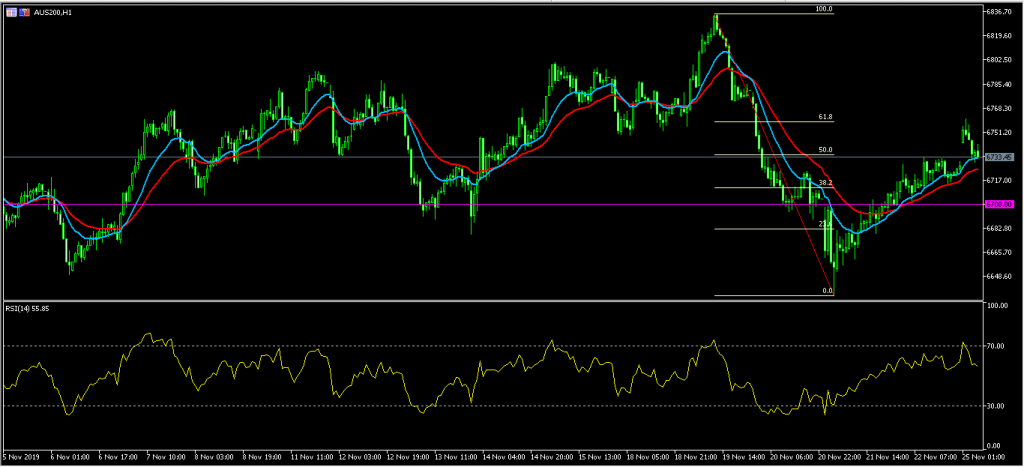 AUS200,H1
100.0
61.8
50.0
38.2
0.0
6836.70
6819.60
6802.50
6785.40
6768.30
6751.20
6733.45
6717.00
6700.00
6682.80
6665.70
6648.60
RSI(14) 55.85
100.00
70.00
30.00
0.00
5 Nov 2019
6 Nov 01:00
6 Nov 17:00
7 Nov 10:00
8 Nov 03:00
8 Nov 19:00
11 Nov 11:00
12 Nov 03:00
12 Nov 19:00
13 Nov 11:00
14 Nov 04:00
14 Nov 20:00
15 Nov 13:00
18 Nov 05:00
18 Nov 21:00
19 Nov 14:00
20 Nov 06:00
20 Nov 22:00
21 Nov 14:00
22 Nov 07:00
25 Nov 01:00